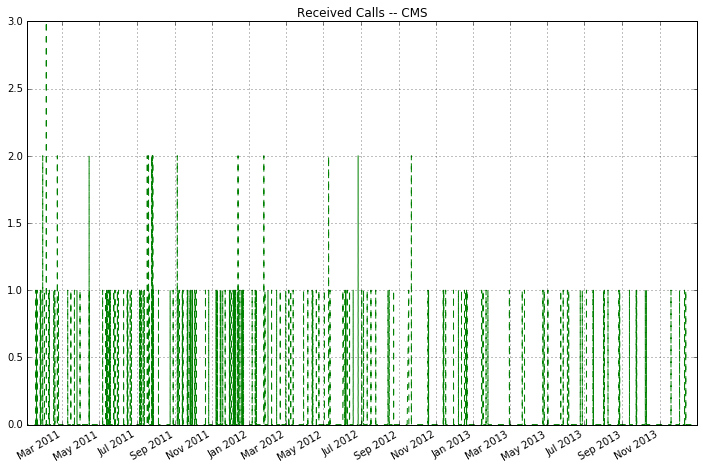 Received Calls -- CMS
3.0
2.5
2.0
1.5
1.0
0.5
0.0
Mar 2011
May 2011
Jul 2011
Sep 2011
Nov 2011
Jan 2012
Mar 2012
May 2012
Jul 2012
Sep 2012
Nov 2012
Jan 2013
Mar 2013
May 2013
Jul 2013
Sep 2013
Nov 2013